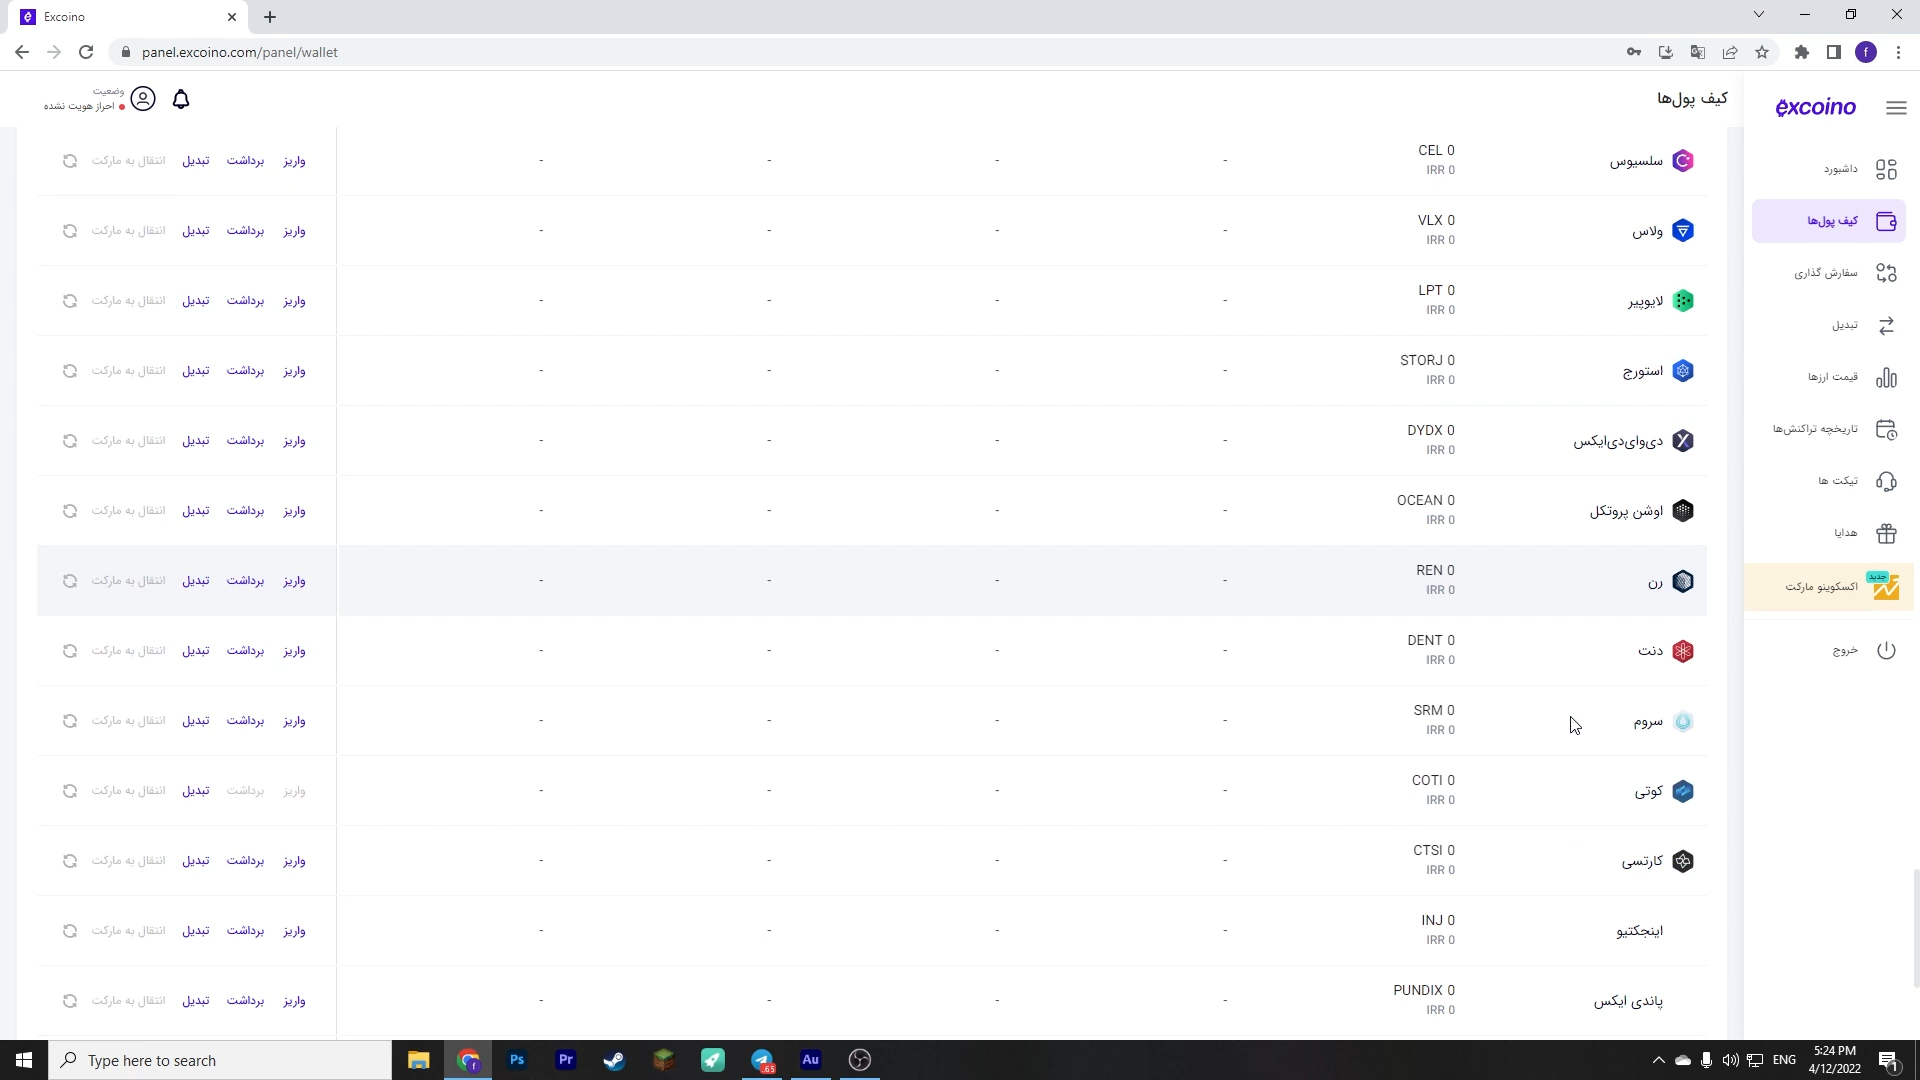 Excoino
panel.excoino.com/panel/wallet
f
excoino
کیف پول‌ها
وضعیت
احراز هویت نشده
داشبورد
کیف پول‌ها
سفارش گذاری
تبدیل
قیمت ارزها
تاریخچه تراکنش‌ها
تیکت ها
هدایا
جدید
اکسکوینو مارکت
خروج
سلسیوس CEL 0 - - - - واریز برداشت تبدیل انتقال به مارکت
IRR 0
ولاس VLX 0 - - - - واریز برداشت تبدیل انتقال به مارکت
IRR 0
لایوپیر LPT 0 - - - - واریز برداشت تبدیل انتقال به مارکت
IRR 0
استورج STORJ 0 - - - - واریز برداشت تبدیل انتقال به مارکت
IRR 0
دی‌وای‌دی‌ایکس DYDX 0 - - - - واریز برداشت تبدیل انتقال به مارکت
IRR 0
اوشن پروتکل OCEAN 0 - - - - واریز برداشت تبدیل انتقال به مارکت
IRR 0
رن REN 0 - - - - واریز برداشت تبدیل انتقال به مارکت
IRR 0
دنت DENT 0 - - - - واریز برداشت تبدیل انتقال به مارکت
IRR 0
سروم SRM 0 - - - - واریز برداشت تبدیل انتقال به مارکت
IRR 0
کوتی COTI 0 - - - - واریز برداشت تبدیل انتقال به مارکت
IRR 0
کارتسی CTSI 0 - - - - واریز برداشت تبدیل انتقال به مارکت
IRR 0
اینجکتیو INJ 0 - - - - واریز برداشت تبدیل انتقال به مارکت
IRR 0
پاندی ایکس PUNDIX 0 - - - - واریز برداشت تبدیل انتقال به مارکت
IRR 0
Type here to search
Ps
Pr
65
Au
ENG
5:24 PM
4/12/2022
1